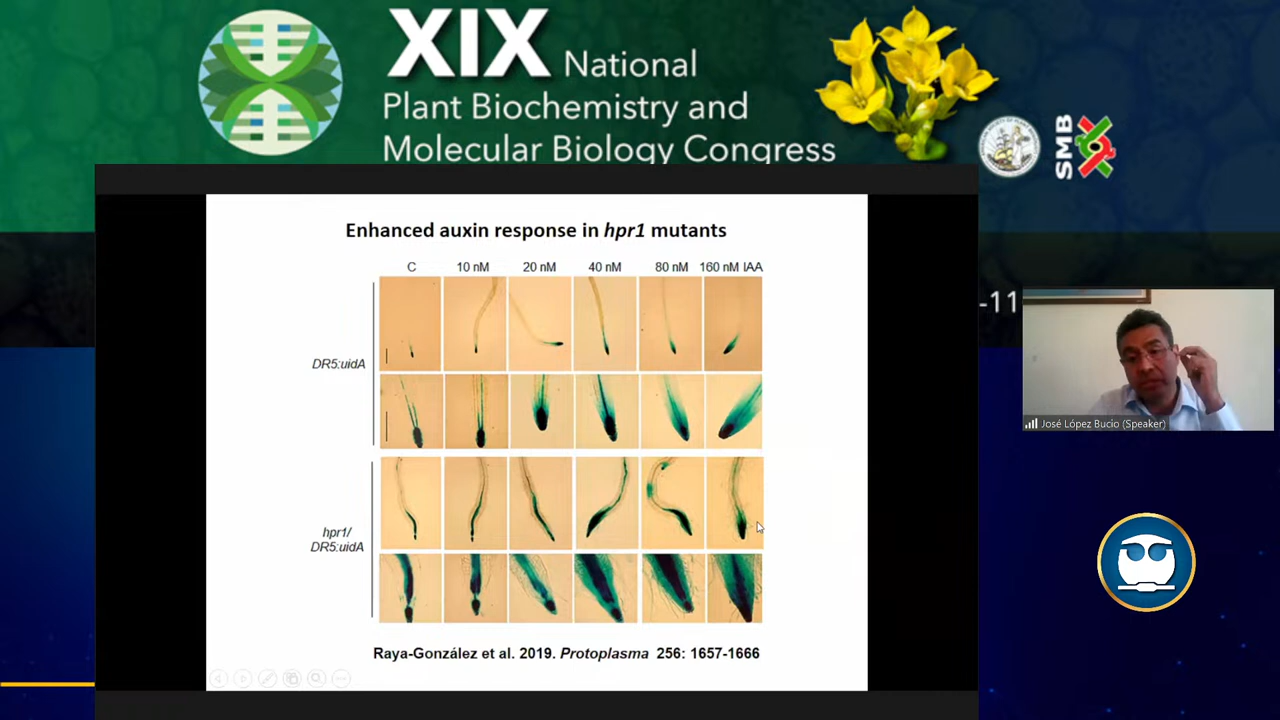 XIX National
Plant Biochemistry and
Molecular Biology Congress
SMB
-11
Enhanced auxin response in hpr1 mutants
C 10 nM 20 nM 40 nM 80 nM 160 nM IAA
DR5:uidA
hpr1/
DR5:uidA
Raya-González et al. 2019. Protoplasma 256: 1657-1666
José López Bucio (Speaker)